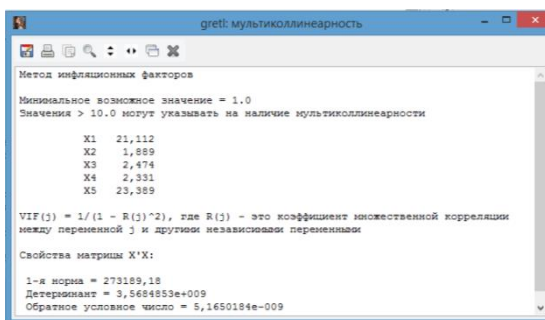 gretl: мультиколлинеарность
Метод инфляционных факторов
Минимальное возможное значение = 1.0
Значения > 10.0 могут указывать на наличие мультиколлинеарности
X1 21,112
X2 1,889
X3 2,474
X4 2,331
X5 23,389
VIF(j) = 1/(1 - R(j)^2), где R(j) - это коэффициент множественной корреляции
между переменной j и другими независимыми переменными
Свойства матрицы X'X:
1-я норма = 273189,18
Детерминант = 3,5684853e+009
Обратное условное число = 5,1650184e-009